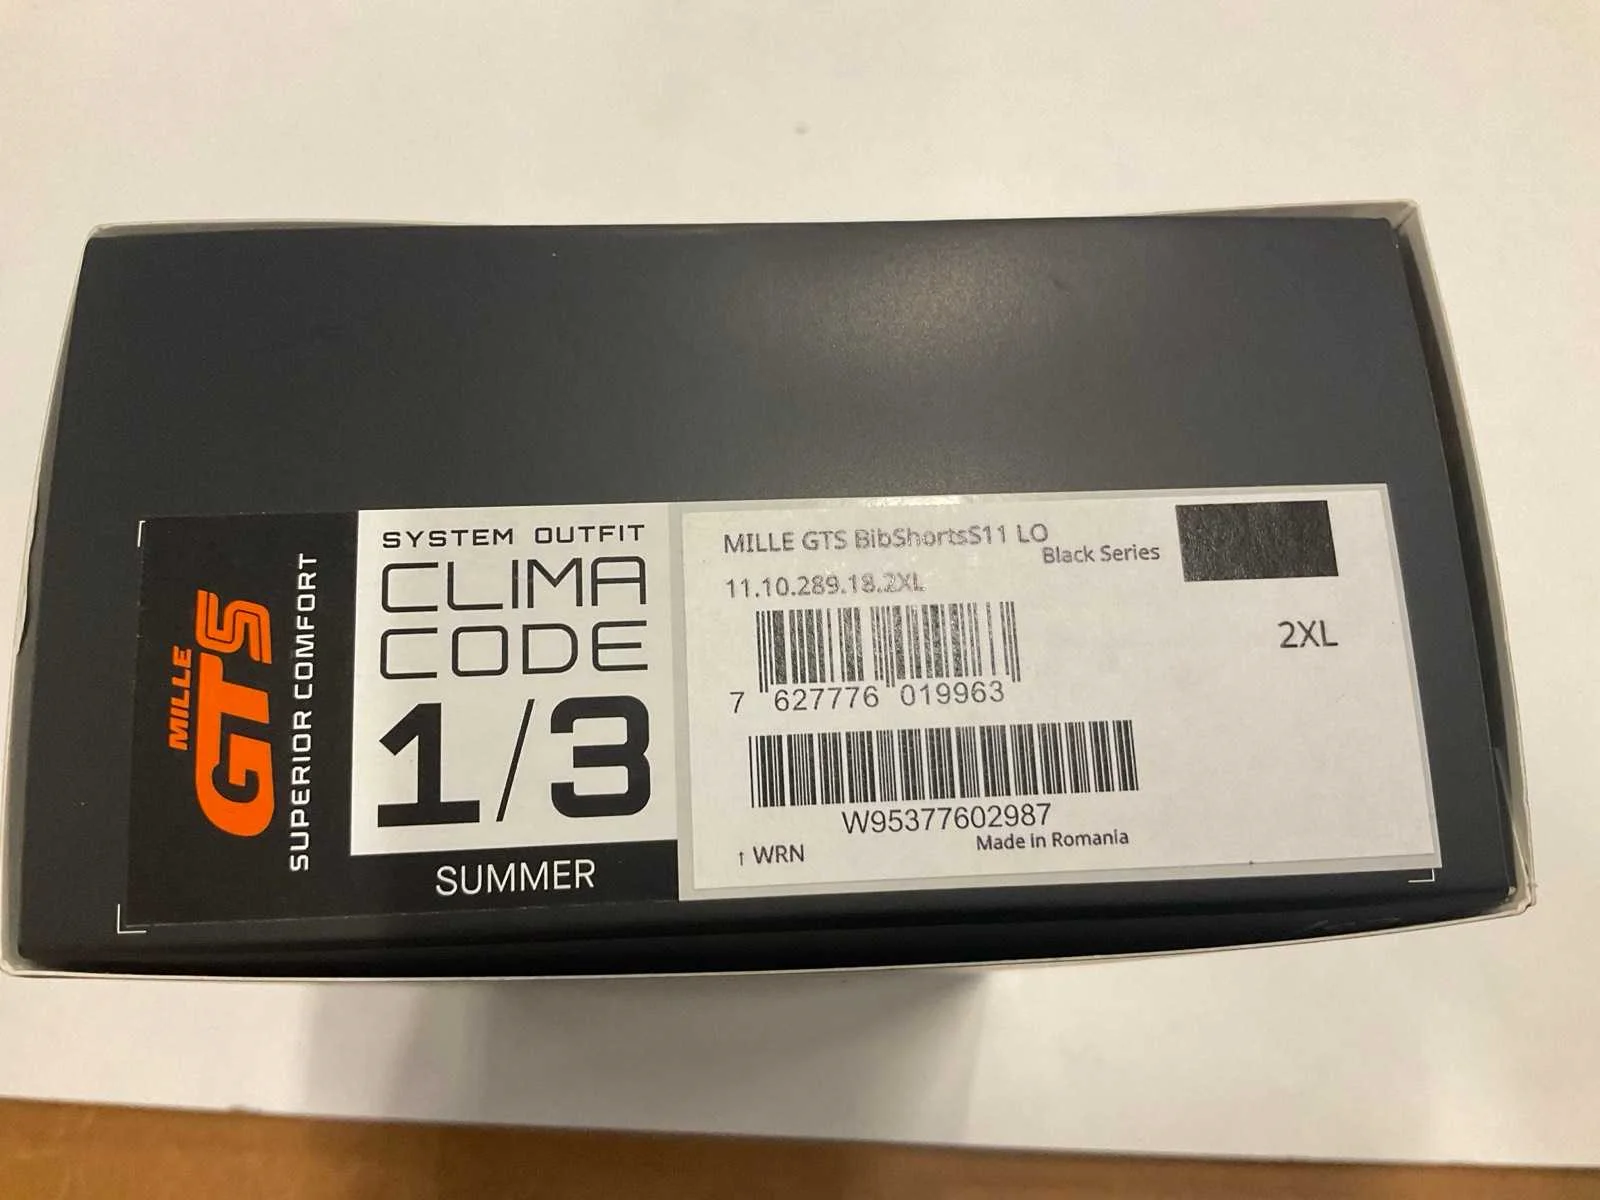 MILLE
GTS
SUPERIOR COMFORT
SYSTEM OUTFIT
CLIMA
CODE
1/3
SUMMER
MILLE GTS BibShortsS11 LO
Black Series
11.10.289.18.2XL
2XL
7 627776 019963
W95377602987
↑ WRN
Made in Romania